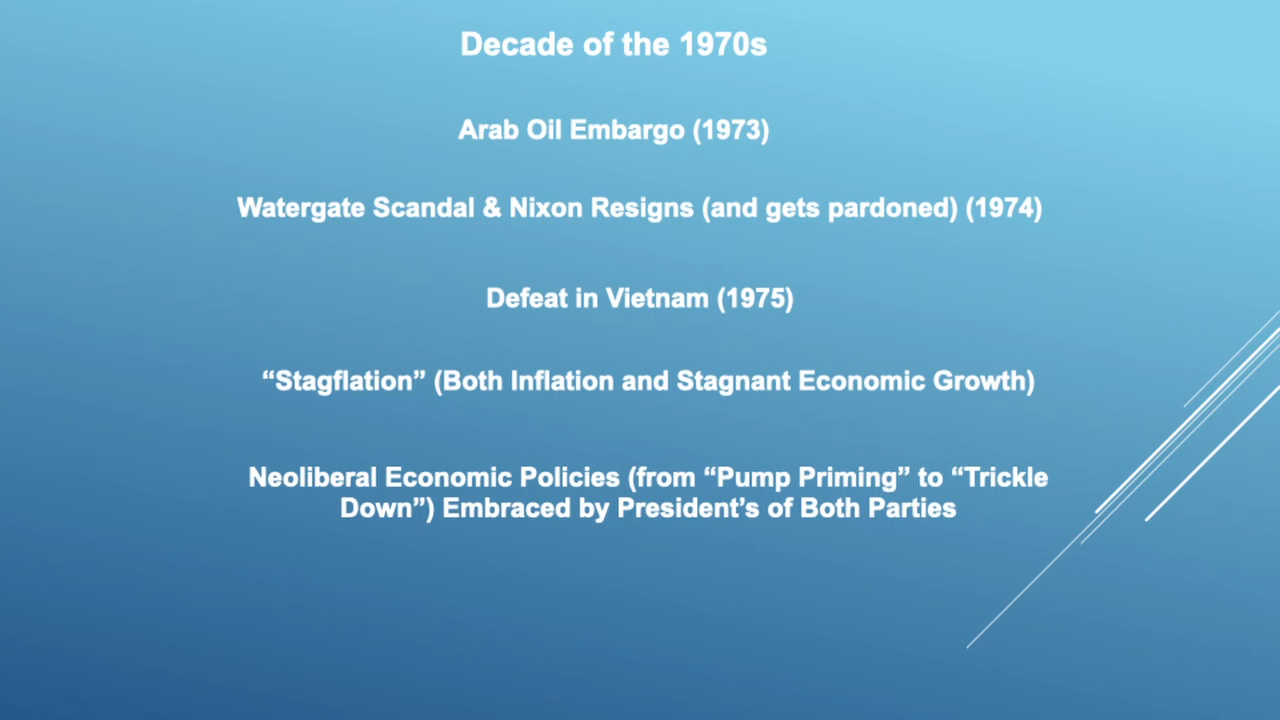 Decade of the 1970s
Arab Oil Embargo (1973)
Watergate Scandal & Nixon Resigns (and gets pardoned) (1974)
Defeat in Vietnam (1975)
“Stagflation” (Both Inflation and Stagnant Economic Growth)
Neoliberal Economic Policies (from “Pump Priming” to “Trickle
Down”) Embraced by President’s of Both Parties